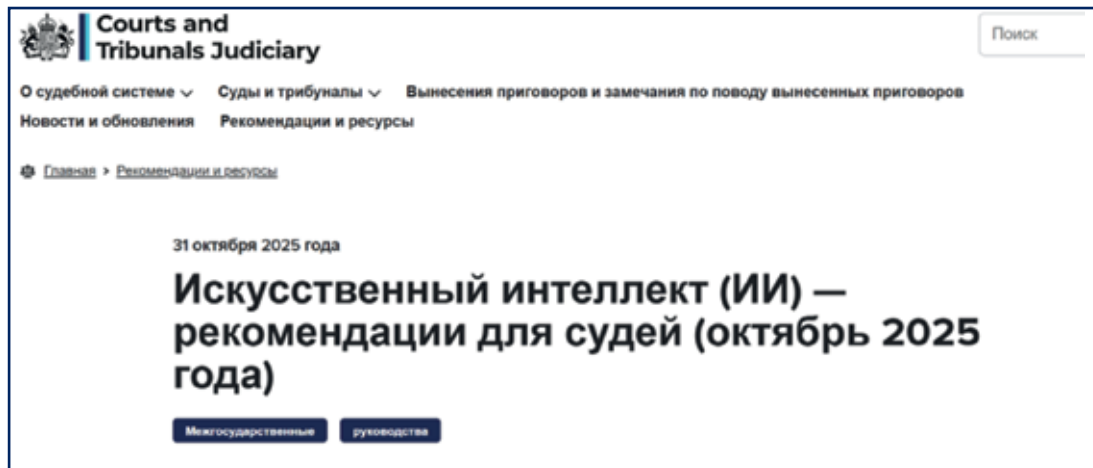 Courts and
Tribunals Judiciary
Поиск
О судебной системе Суды и трибуналы Вынесения приговоров и замечания по поводу вынесенных приговоров
Новости и обновления Рекомендации и ресурсы
Главная > Рекомендации и ресурсы
31 октября 2025 года
Искусственный интеллект (ИИ) —
рекомендации для судей (октябрь 2025
года)
Межгосударственные руководства